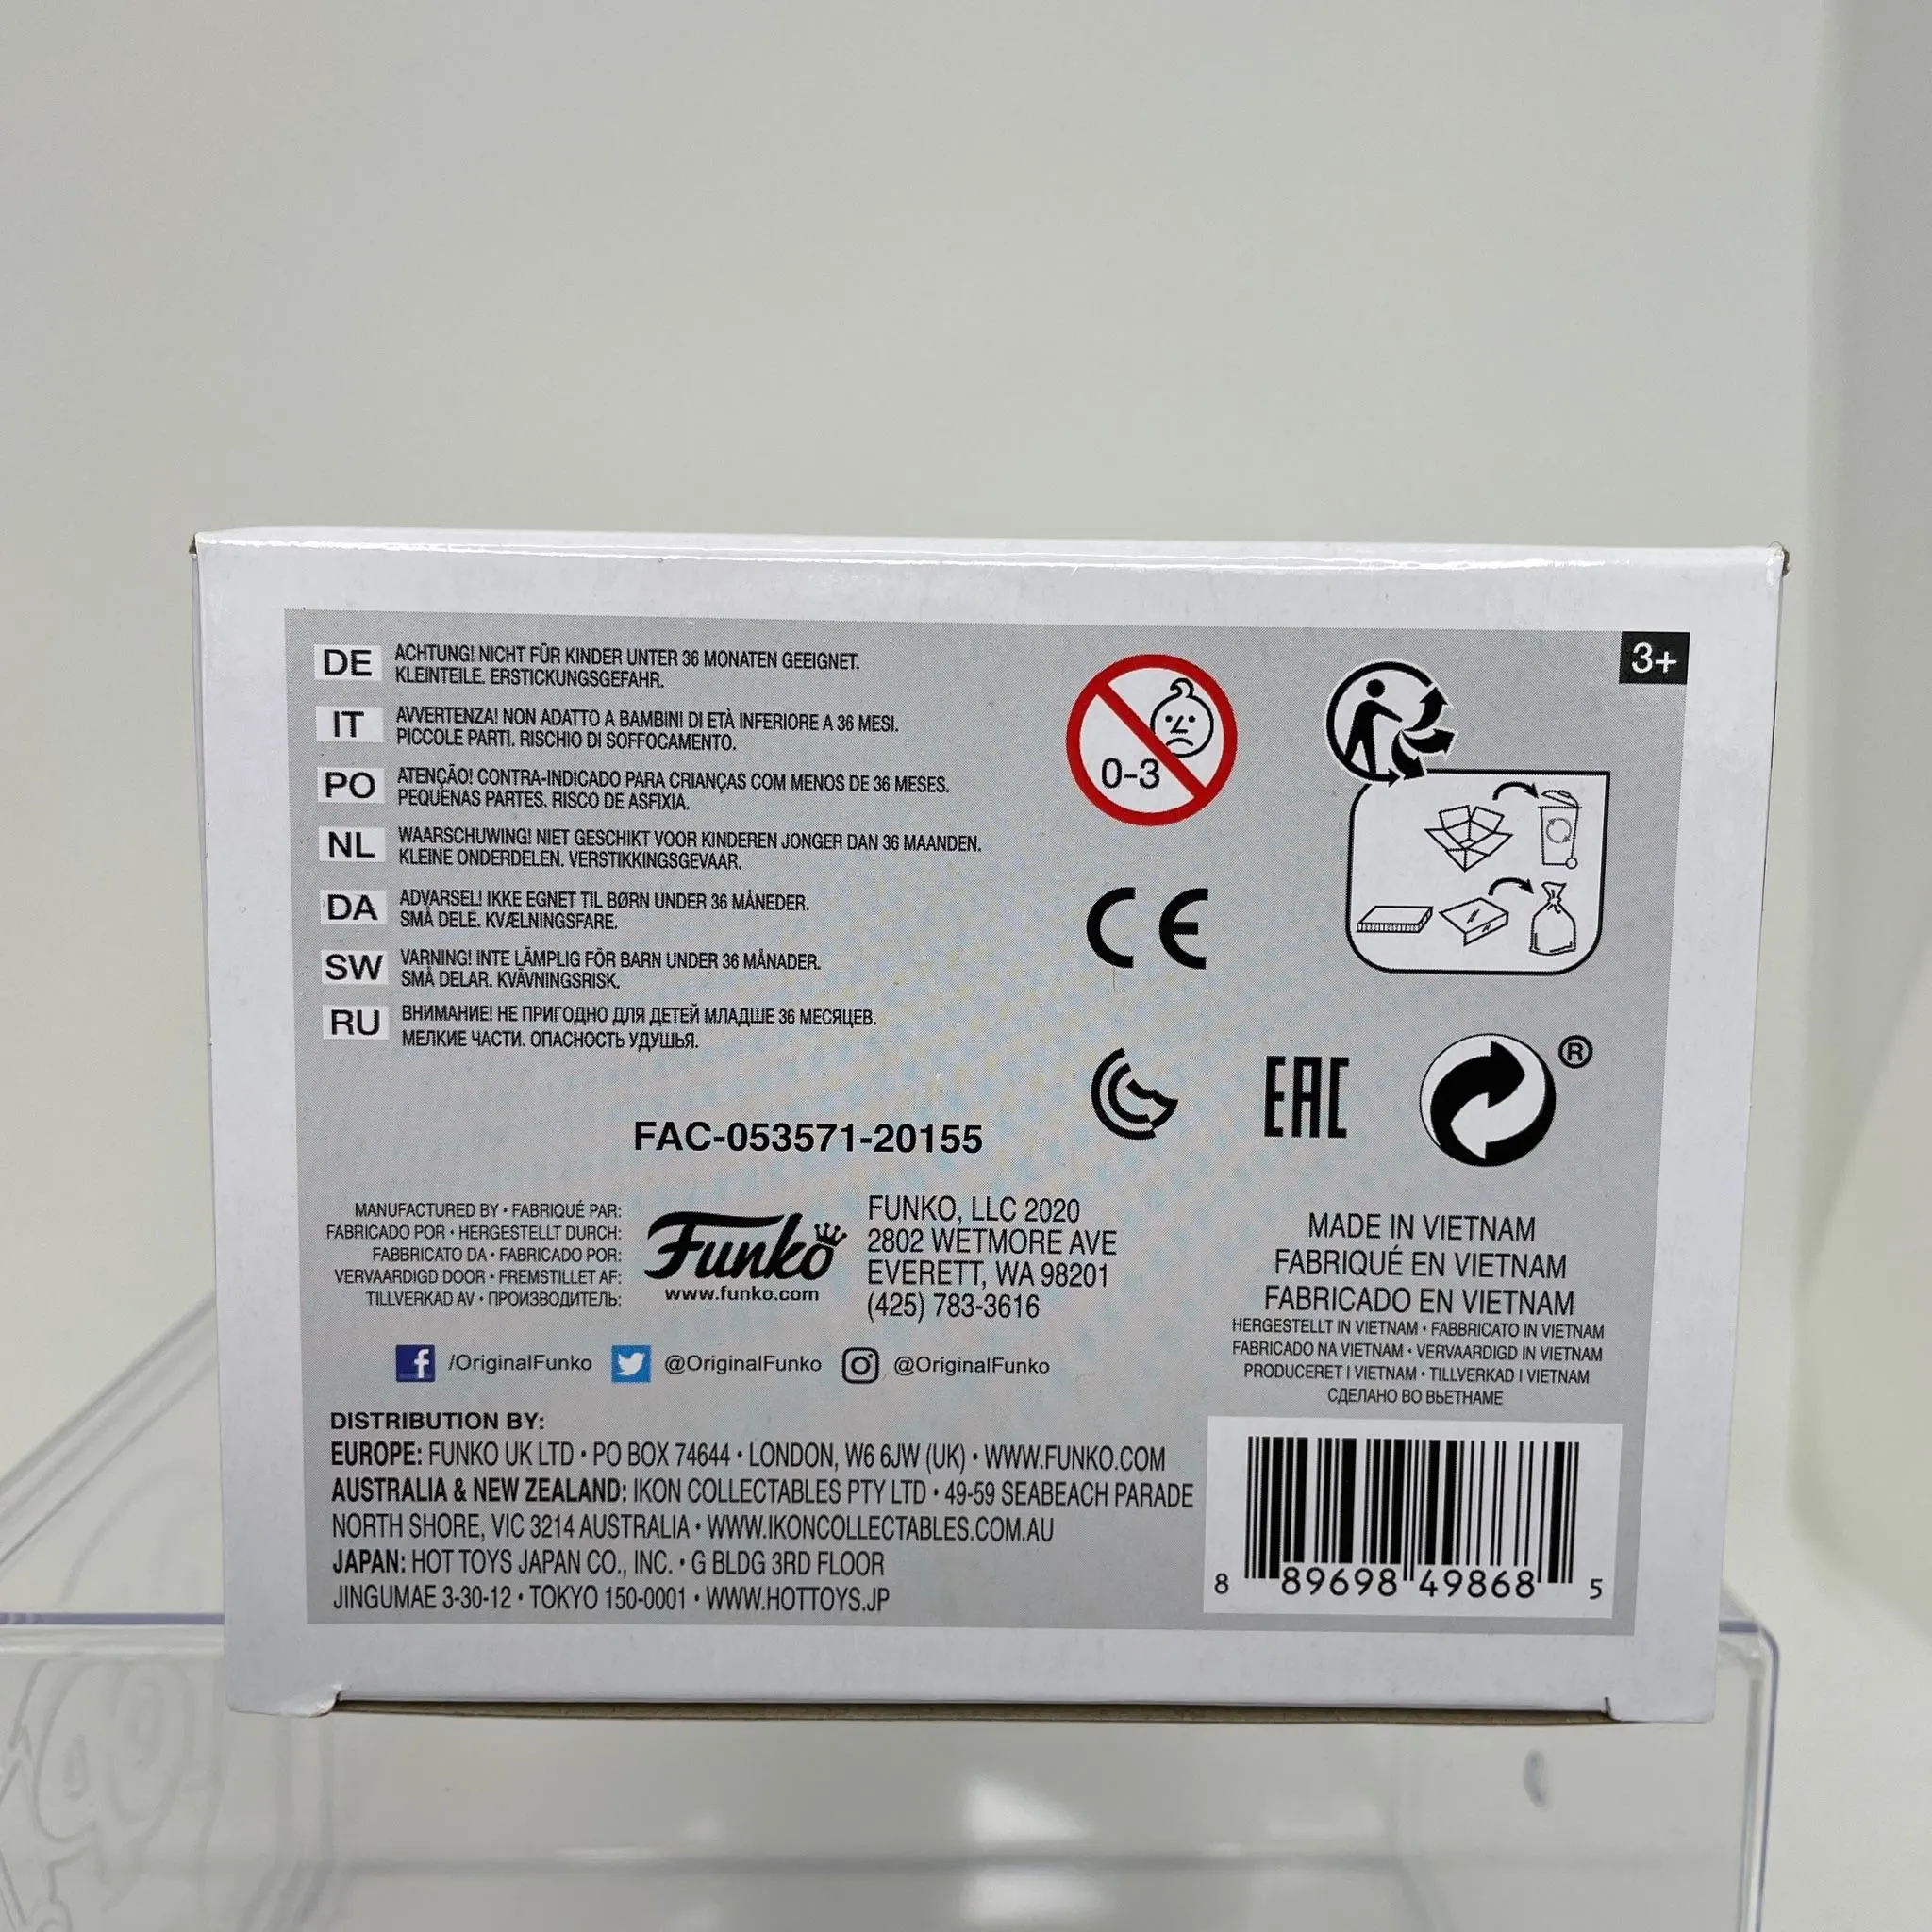 DE ACHTUNG! NICHT FÜR KINDER UNTER 36 MONATEN GEEIGNET.
KLEINTEILE. ERSTICKUNGSGEFAHR.
IT AVVERTENZA! NON ADATTO A BAMBINI DI ETÀ INFERIORE A 36 MESI.
PICCOLE PARTI. RISCHIO DI SOFFOCAMENTO.
PO ATENÇÃO! CONTRA-INDICADO PARA CRIANÇAS COM MENOS DE 36 MESES.
PEQUENAS PARTES. RISCO DE ASFIXIA.
NL WAARSCHUWING! NIET GESCHIKT VOOR KINDEREN JONGER DAN 36 MAANDEN.
KLEINE ONDERDELEN. VERSTIKKINGSGEVAAR.
DA ADVARSEL! IKKE EGNET TIL BØRN UNDER 36 MÅNEDER.
SMÅ DELE. KVÆLNINGSFARE.
SW VARNING! INTE LÄMPLIG FÖR BARN UNDER 36 MÅNADER.
SMÅ DELAR. KVÄVNINGSRISK.
RU ВНИМАНИЕ! НЕ ПРИГОДНО ДЛЯ ДЕТЕЙ МЛАДШЕ 36 МЕСЯЦЕВ.
МЕЛКИЕ ЧАСТИ. ОПАСНОСТЬ УДУШЬЯ.
0-3
3+
CE
EAC
®
FAC-053571-20155
MANUFACTURED BY • FABRIQUÉ PAR:
FABRICADO POR • HERGESTELLT DURCH:
FABBRICATO DA • FABRICADO POR:
VERVAARDIGD DOOR • FREMSTILLET AF:
TILLVERKAD AV • ПРОИЗВОДИТЕЛЬ:
Funko
www.funko.com
FUNKO, LLC 2020
2802 WETMORE AVE
EVERETT, WA 98201
(425) 783-3616
MADE IN VIETNAM
FABRIQUÉ EN VIETNAM
FABRICADO EN VIETNAM
HERGESTELLT IN VIETNAM • FABBRICATO IN VIETNAM
FABRICADO NA VIETNAM • VERVAARDIGD IN VIETNAM
PRODUCERET I VIETNAM • TILLVERKAD I VIETNAM
СДЕЛАНО ВО ВЬЕТНАМЕ
f /OriginalFunko @OriginalFunko @OriginalFunko
DISTRIBUTION BY:
EUROPE: FUNKO UK LTD • PO BOX 74644 • LONDON, W6 6JW (UK) • WWW.FUNKO.COM
AUSTRALIA & NEW ZEALAND: IKON COLLECTABLES PTY LTD • 49-59 SEABEACH PARADE
NORTH SHORE, VIC 3214 AUSTRALIA • WWW.IKONCOLLECTABLES.COM.AU
JAPAN: HOT TOYS JAPAN CO., INC. • G BLDG 3RD FLOOR
JINGUMAE 3-30-12 • TOKYO 150-0001 • WWW.HOTTOYS.JP
8 89698 49868 5